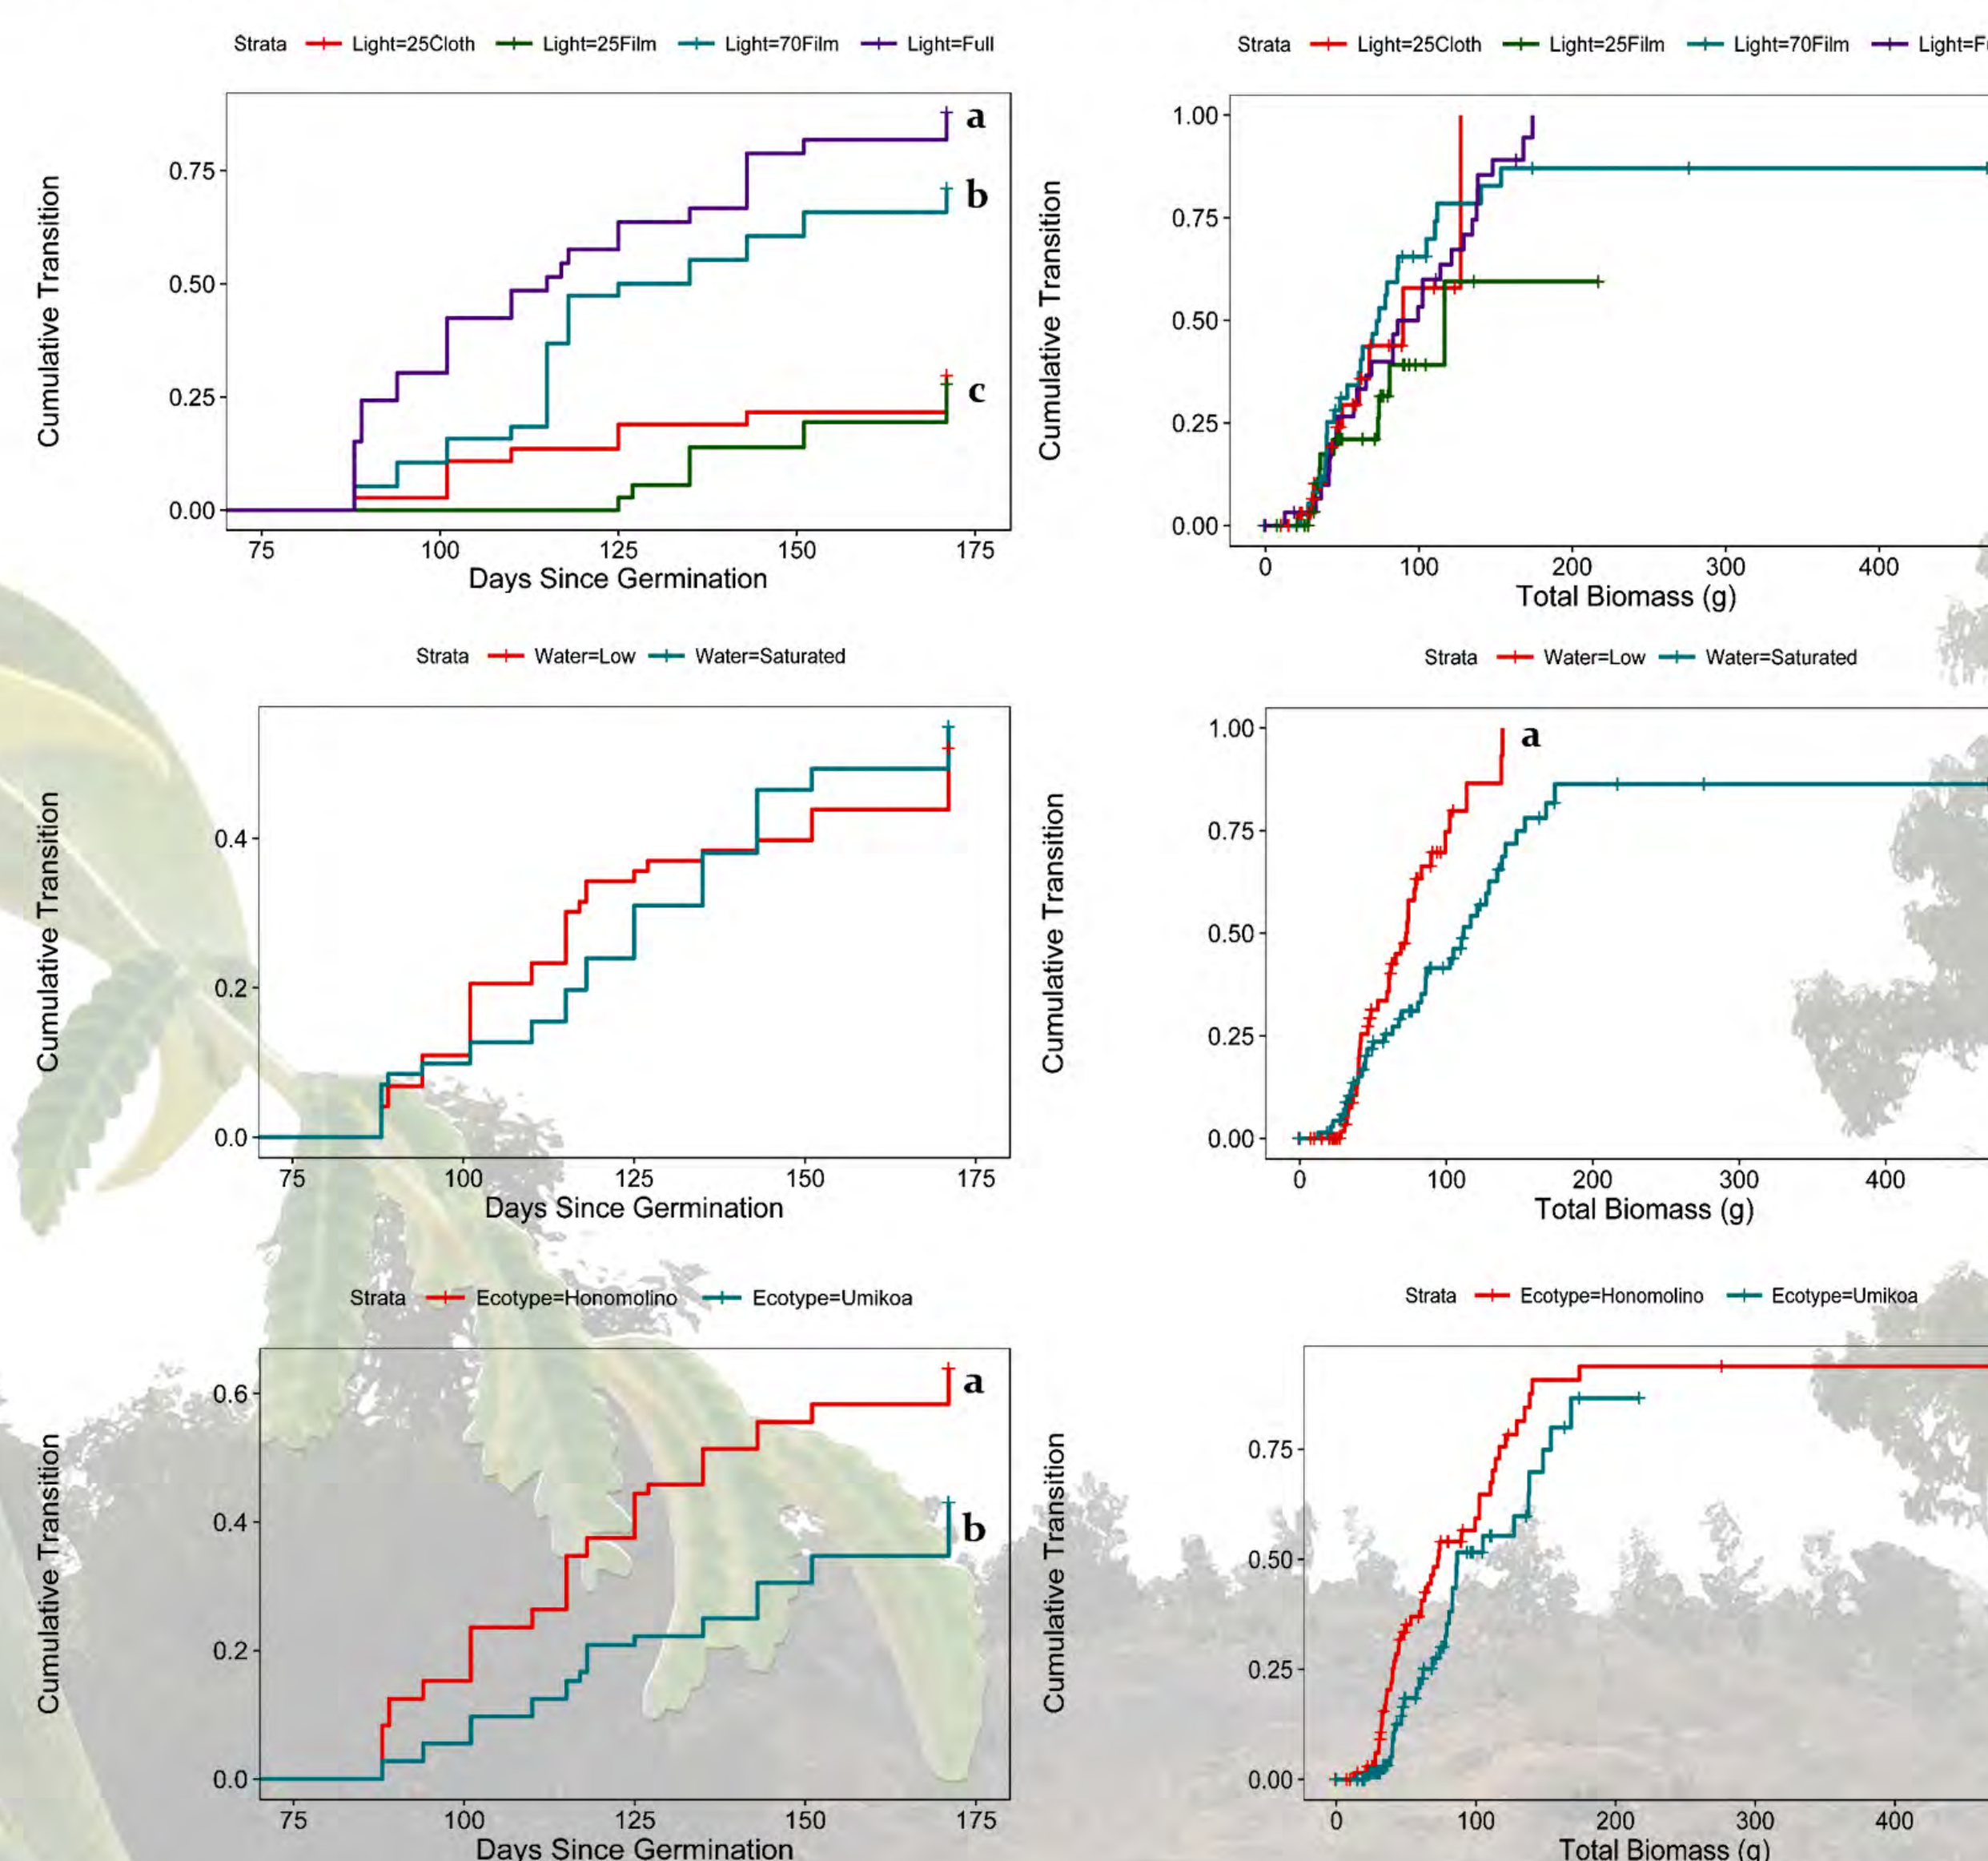 Strata Light=25Cloth Light=25Film Light=70Film Light=Full
Cumulative Transition
0.75
0.50
0.25
0.00
a
b
c
75 100 125 150 175
Days Since Germination
Strata Light=25Cloth Light=25Film Light=70Film
Cumulative Transition
1.00
0.75
0.50
0.25
0.00
0 100 200 300 400
Total Biomass (g)
Strata Water=Low Water=Saturated
Cumulative Transition
0.4
0.2
0.0
75 100 125 150 175
Days Since Germination
Strata Water=Low Water=Saturated
Cumulative Transition
1.00
0.75
0.50
0.25
0.00
a
0 100 200 300 400
Total Biomass (g)
Strata Ecotype=Honomolino Ecotype=Umikoa
Cumulative Transition
0.6
0.4
0.2
0.0
a
b
75 100 125 150 175
Days Since Germination
Strata Ecotype=Honomolino Ecotype=Umikoa
Cumulative Transition
0.75
0.50
0.25
0.00
0 100 200 300 400
Total Biomass (g)